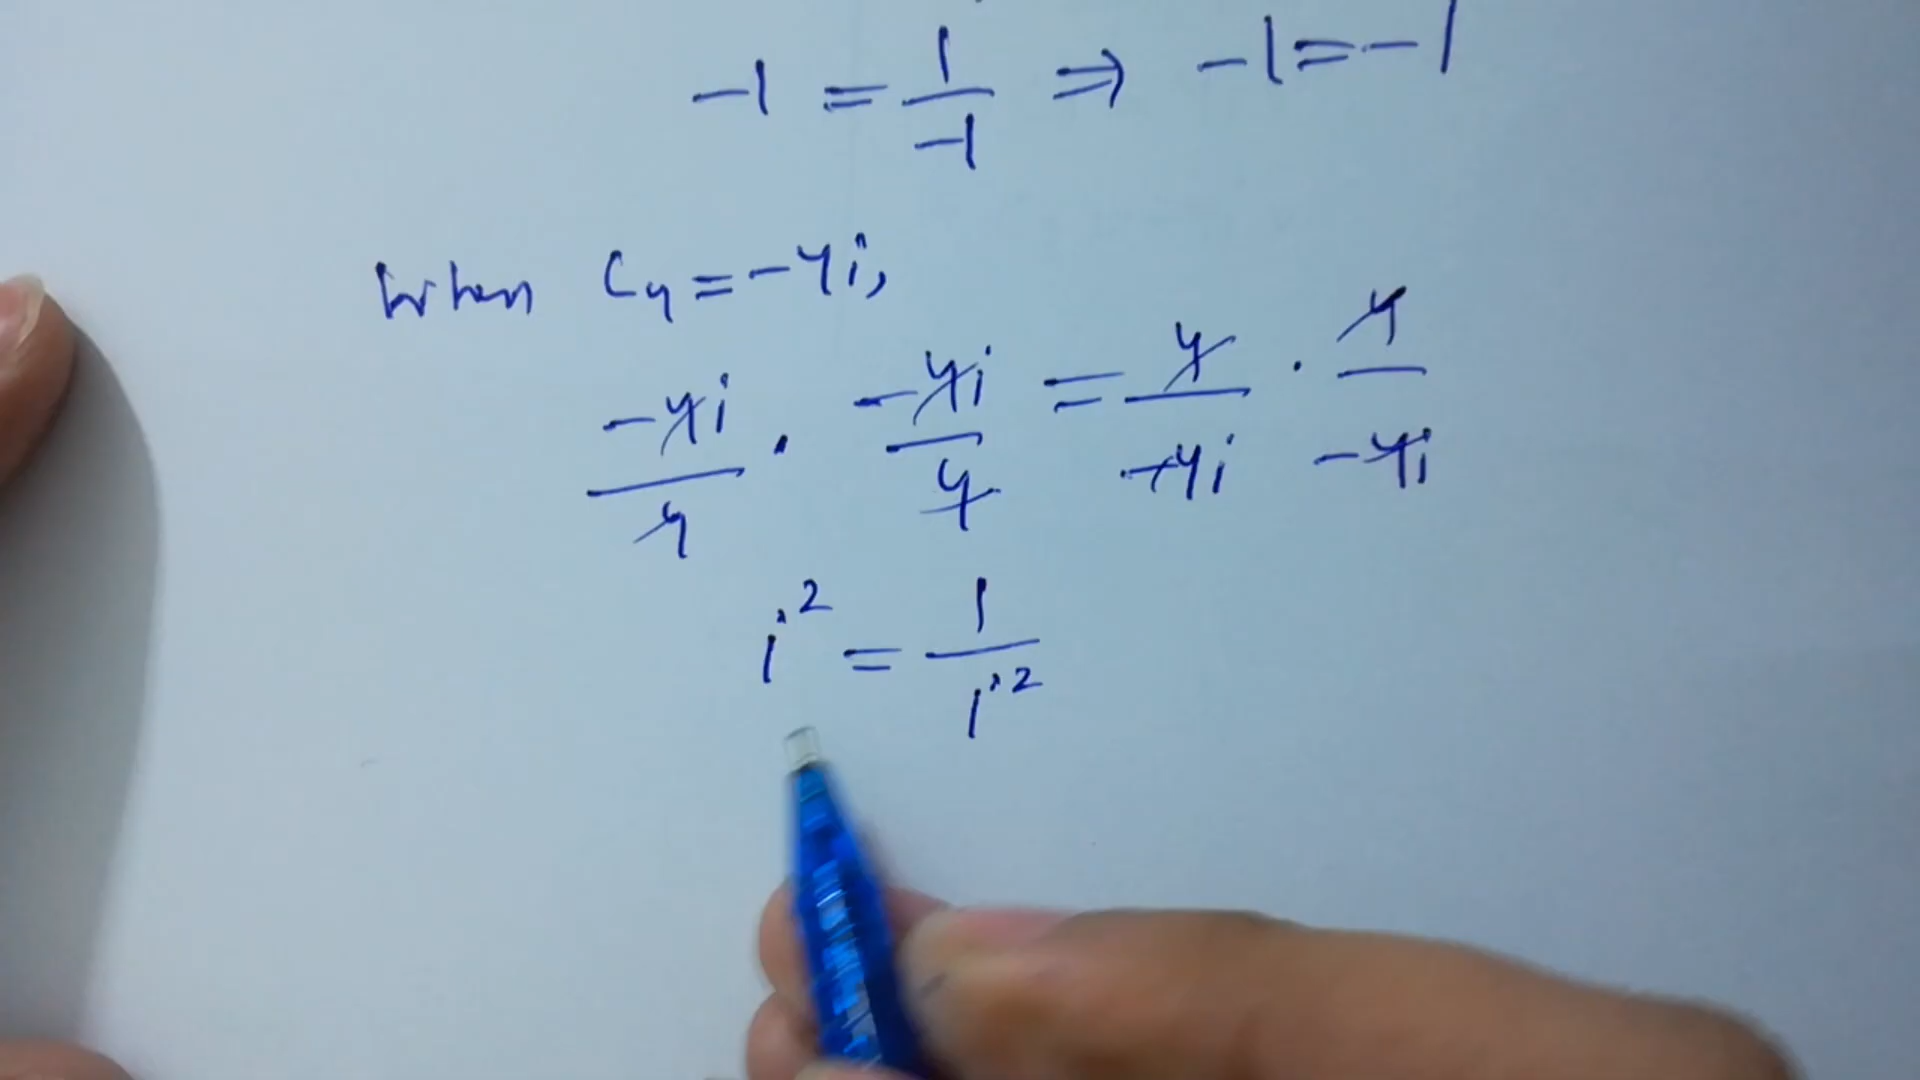 -1 = 1/-1 ⇒ -1 = -1
When C₄ = -4i,
-4i/4 · -4i/4 = 4/-4i · 4/-4i
i² = 1/i²